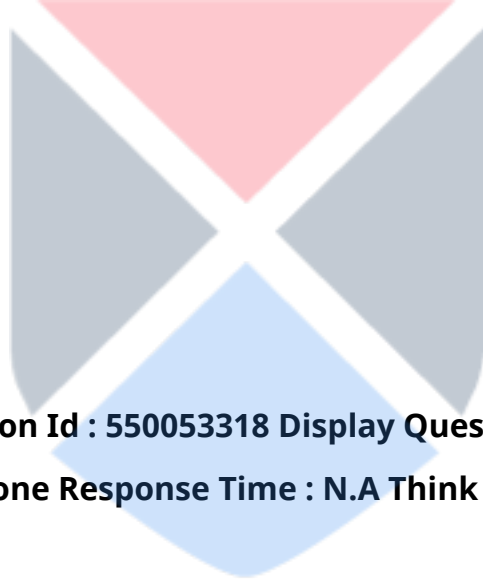 on Id : 550053318 Display Ques
one Response Time : N.A Think